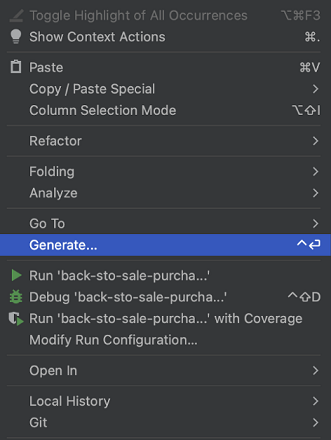 Toggle Highlight of All Occurrences ⌥⌘F3
Show Context Actions ⌘.
Paste ⌘V
Copy / Paste Special
Column Selection Mode ⌥⇧I
Refactor
Folding
Analyze
Go To
Generate... ^⏎
Run 'back-sto-sale-purcha...'
Debug 'back-sto-sale-purcha...' ^⇧D
Run 'back-sto-sale-purcha...' with Coverage
Modify Run Configuration...
Open In
Local History
Git